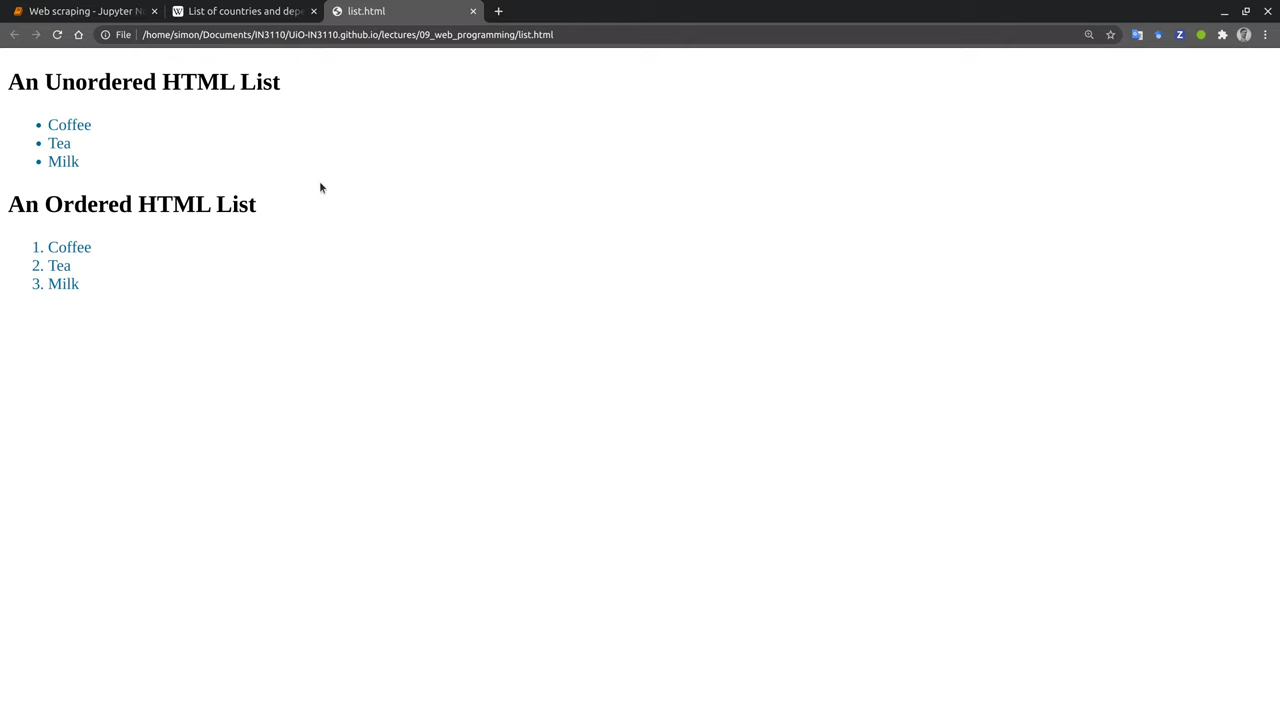 Web scraping - Jupyter N
List of countries and depe
list.html
File
/home/simon/Documents/IN3110/UiO-IN3110.github.io/lectures/09_web_programming/list.html
Z
An Unordered HTML List
• Coffee
• Tea
• Milk
An Ordered HTML List
1. Coffee
2. Tea
3. Milk